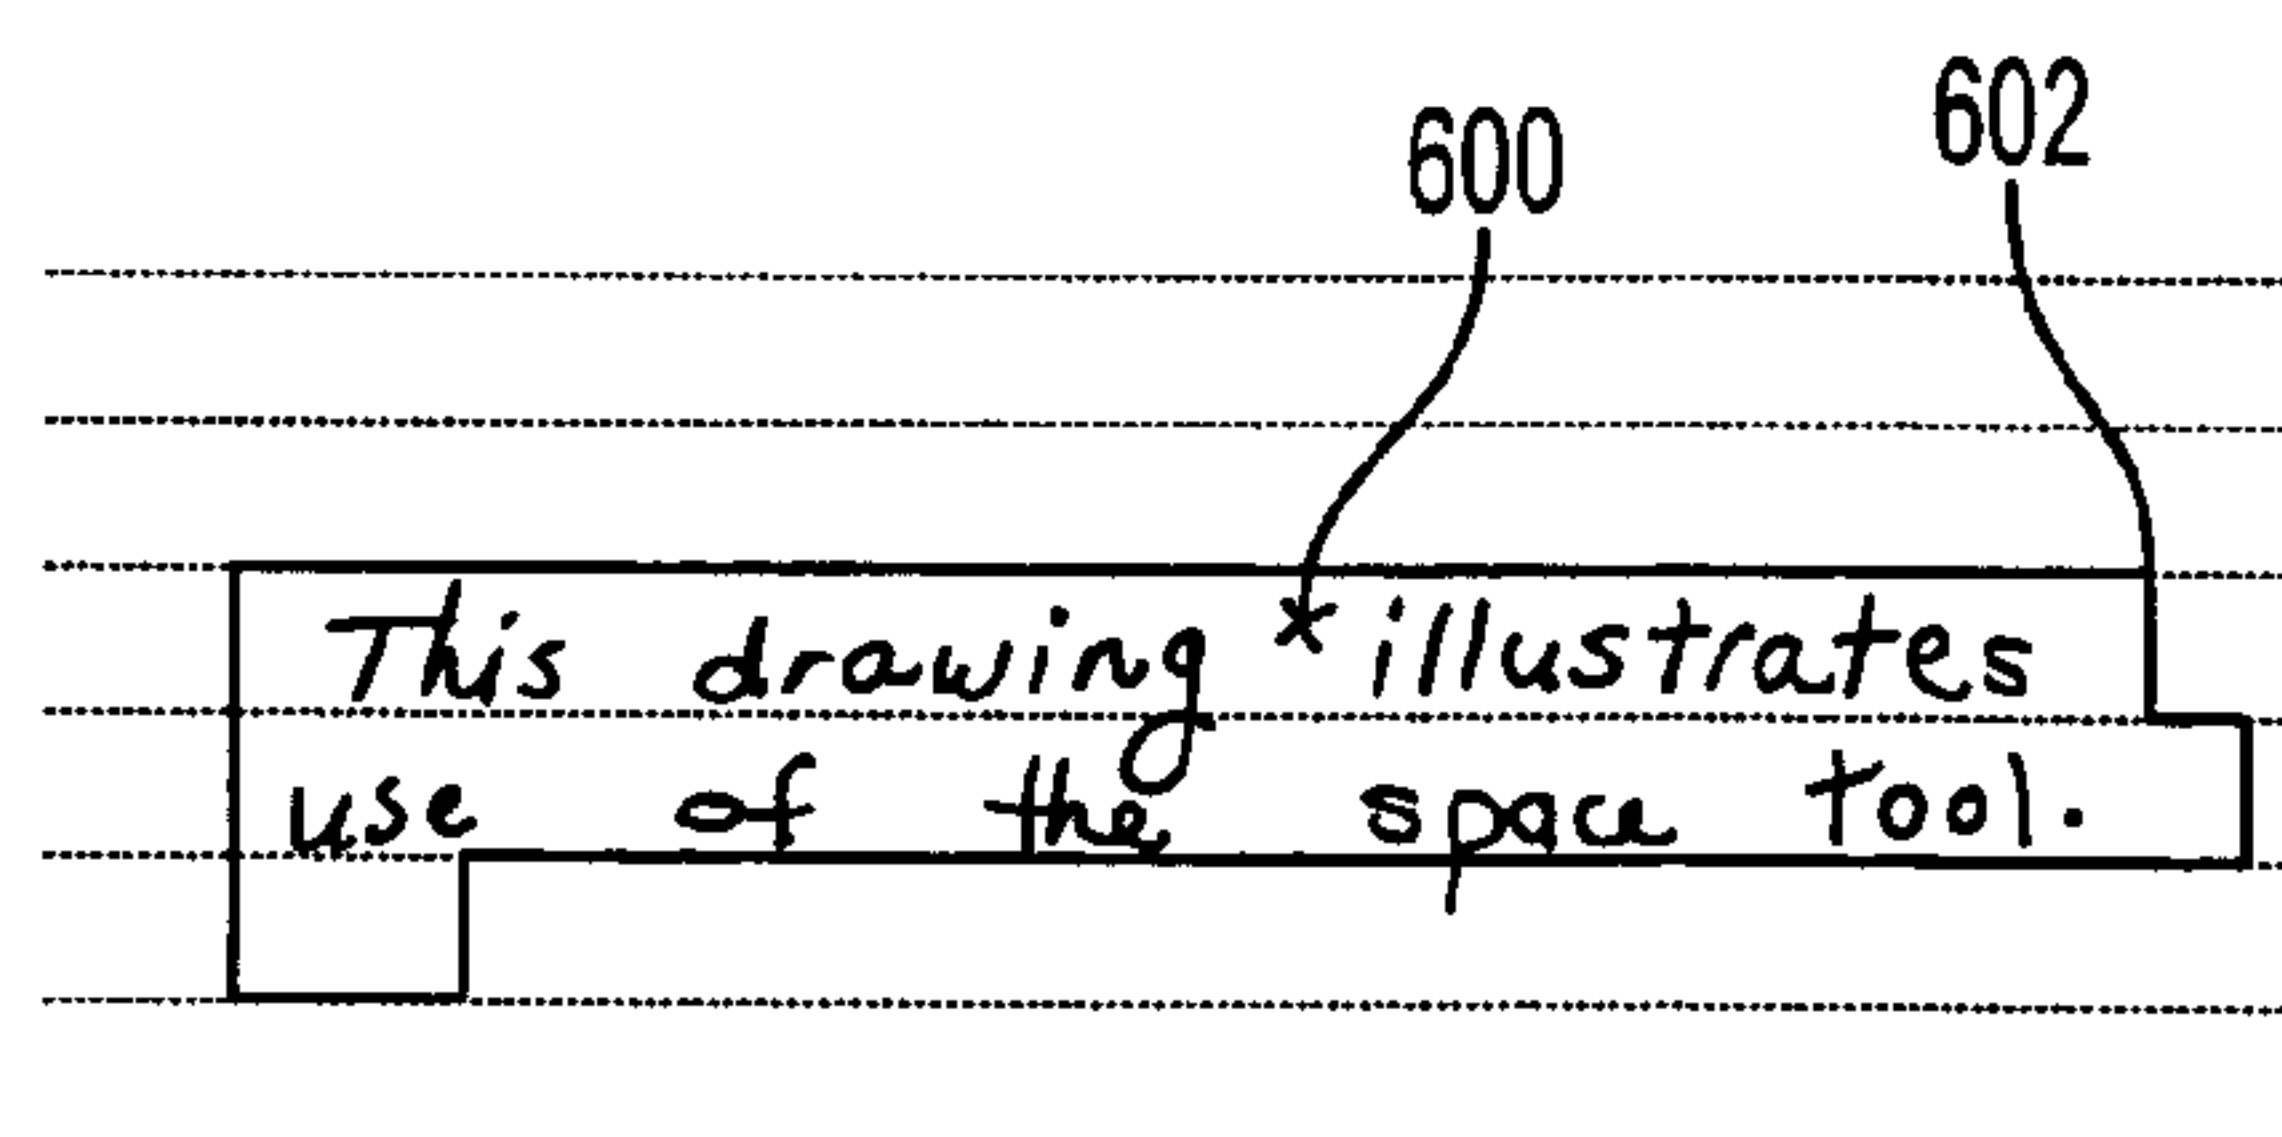 600
602
This drawing * illustrates
use of the space tool.